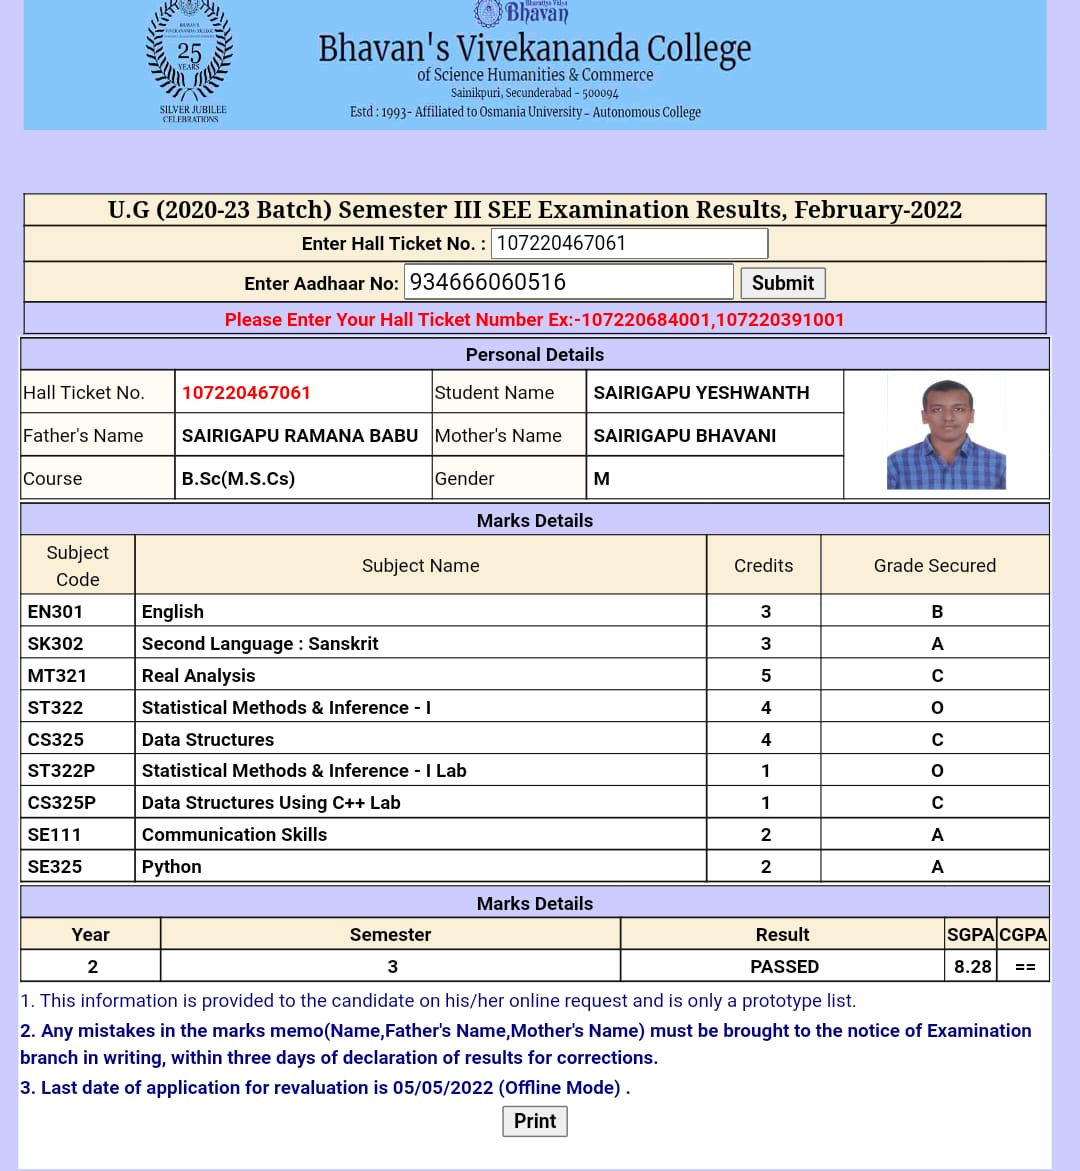 Bharatiya Vidya
Bhavan
BHAVAN'S
VIVEKANANDA COLLEGE
25
YEARS
SILVER JUBILEE
CELEBRATIONS
Bhavan's Vivekananda College
of Science Humanities & Commerce
Sainikpuri, Secunderabad - 500094
Estd : 1993- Affiliated to Osmania University - Autonomous College
U.G (2020-23 Batch) Semester III SEE Examination Results, February-2022
Enter Hall Ticket No. : 107220467061
Enter Aadhaar No: 934666060516 Submit
Please Enter Your Hall Ticket Number Ex:-107220684001,107220391001
Personal Details
Hall Ticket No. 107220467061 Student Name SAIRIGAPU YESHWANTH
Father's Name SAIRIGAPU RAMANA BABU Mother's Name SAIRIGAPU BHAVANI
Course B.Sc(M.S.Cs) Gender M
Marks Details
Subject Code Subject Name Credits Grade Secured
EN301 English 3 B
SK302 Second Language : Sanskrit 3 A
MT321 Real Analysis 5 C
ST322 Statistical Methods & Inference - I 4 O
CS325 Data Structures 4 C
ST322P Statistical Methods & Inference - I Lab 1 O
CS325P Data Structures Using C++ Lab 1 C
SE111 Communication Skills 2 A
SE325 Python 2 A
Marks Details
Year Semester Result SGPA CGPA
2 3 PASSED 8.28 ==
1. This information is provided to the candidate on his/her online request and is only a prototype list.
2. Any mistakes in the marks memo(Name,Father's Name,Mother's Name) must be brought to the notice of Examination
branch in writing, within three days of declaration of results for corrections.
3. Last date of application for revaluation is 05/05/2022 (Offline Mode) .
Print